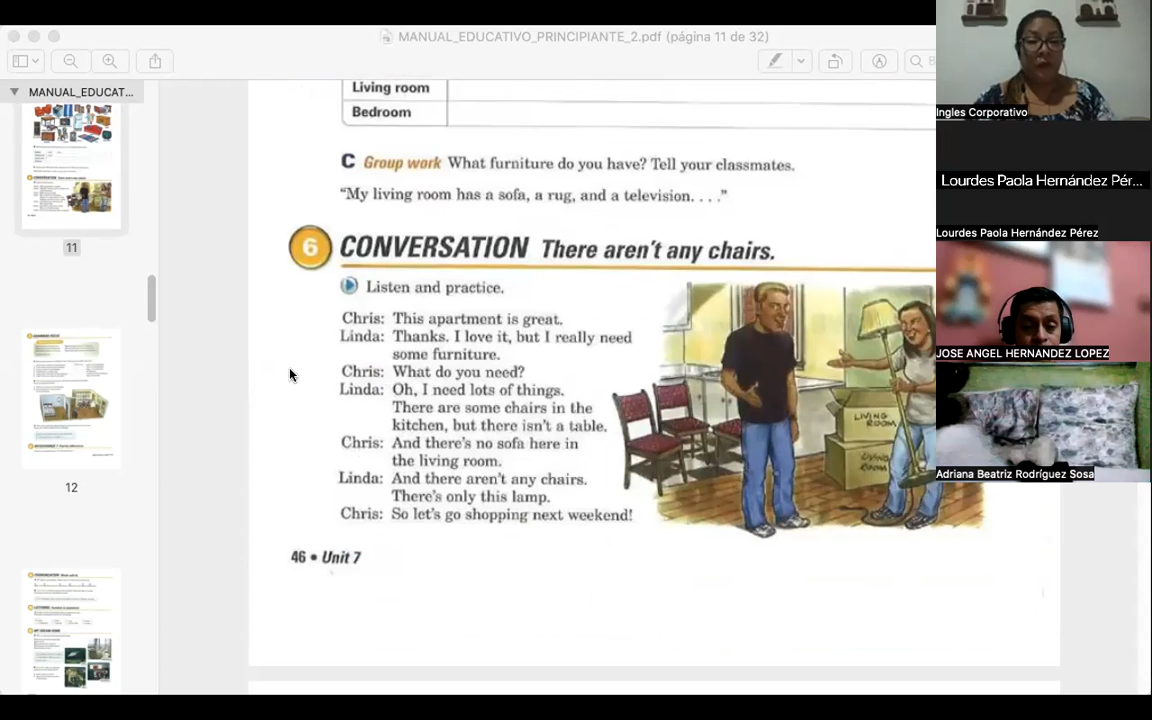 MANUAL_EDUCATIVO_PRINCIPIANTE_2.pdf (página 11 de 32)
MANUAL_EDUCAT...
11
12
Living room
Bedroom
C Group work What furniture do you have? Tell your classmates.
“My living room has a sofa, a rug, and a television. . . .”
6 CONVERSATION There aren't any chairs.
Listen and practice.
Chris: This apartment is great.
Linda: Thanks. I love it, but I really need
some furniture.
Chris: What do you need?
Linda: Oh, I need lots of things.
There are some chairs in the
kitchen, but there isn't a table.
Chris: And there's no sofa here in
the living room.
Linda: And there aren't any chairs.
There's only this lamp.
Chris: So let's go shopping next weekend!
LIVING
ROOM
LIVING
ROOM
46 • Unit 7
Ingles Corporativo
Lourdes Paola Hernández Pér...
Lourdes Paola Hernández Pérez
JOSE ANGEL HERNANDEZ LOPEZ
Adriana Beatriz Rodríguez Sosa